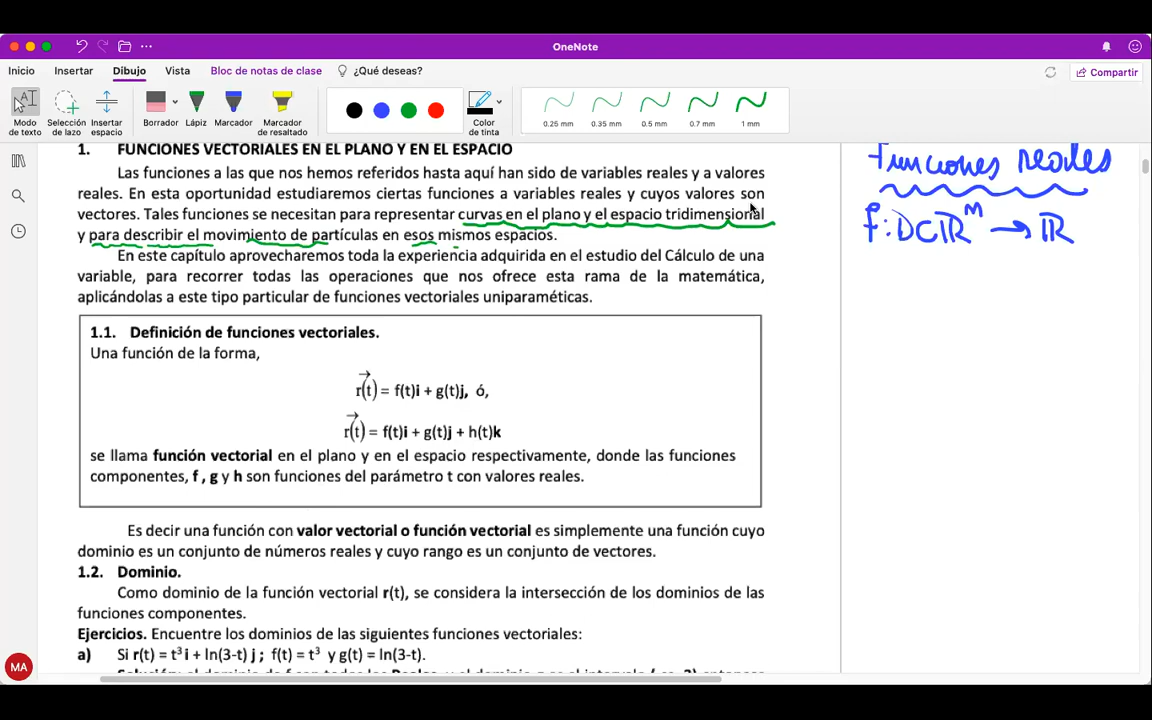 OneNote
Inicio Insertar Dibujo Vista Bloc de notas de clase ¿Qué deseas? Compartir
Modo de texto Selección de lazo Insertar espacio Borrador Lápiz Marcador Marcador de resaltado Color de tinta 0.25 mm 0.35 mm 0.5 mm 0.7 mm 1 mm
1. FUNCIONES VECTORIALES EN EL PLANO Y EN EL ESPACIO
Las funciones a las que nos hemos referidos hasta aquí han sido de variables reales y a valores
reales. En esta oportunidad estudiaremos ciertas funciones a variables reales y cuyos valores son
vectores. Tales funciones se necesitan para representar curvas en el plano y el espacio tridimensional
y para describir el movimiento de partículas en esos mismos espacios.
En este capítulo aprovecharemos toda la experiencia adquirida en el estudio del Cálculo de una
variable, para recorrer todas las operaciones que nos ofrece esta rama de la matemática,
aplicándolas a este tipo particular de funciones vectoriales uniparaméticas.
1.1. Definición de funciones vectoriales.
Una función de la forma,
r(t) = f(t)i + g(t)j, ó,
r(t) = f(t)i + g(t)j + h(t)k
se llama función vectorial en el plano y en el espacio respectivamente, donde las funciones
componentes, f , g y h son funciones del parámetro t con valores reales.
Es decir una función con valor vectorial o función vectorial es simplemente una función cuyo
dominio es un conjunto de números reales y cuyo rango es un conjunto de vectores.
1.2. Dominio.
Como dominio de la función vectorial r(t), se considera la intersección de los dominios de las
funciones componentes.
Ejercicios. Encuentre los dominios de las siguientes funciones vectoriales:
a) Si r(t) = t³ i + ln(3-t) j ; f(t) = t³ y g(t) = ln(3-t).
funciones reales
f: D⊂ℝᵐ → ℝ
MA